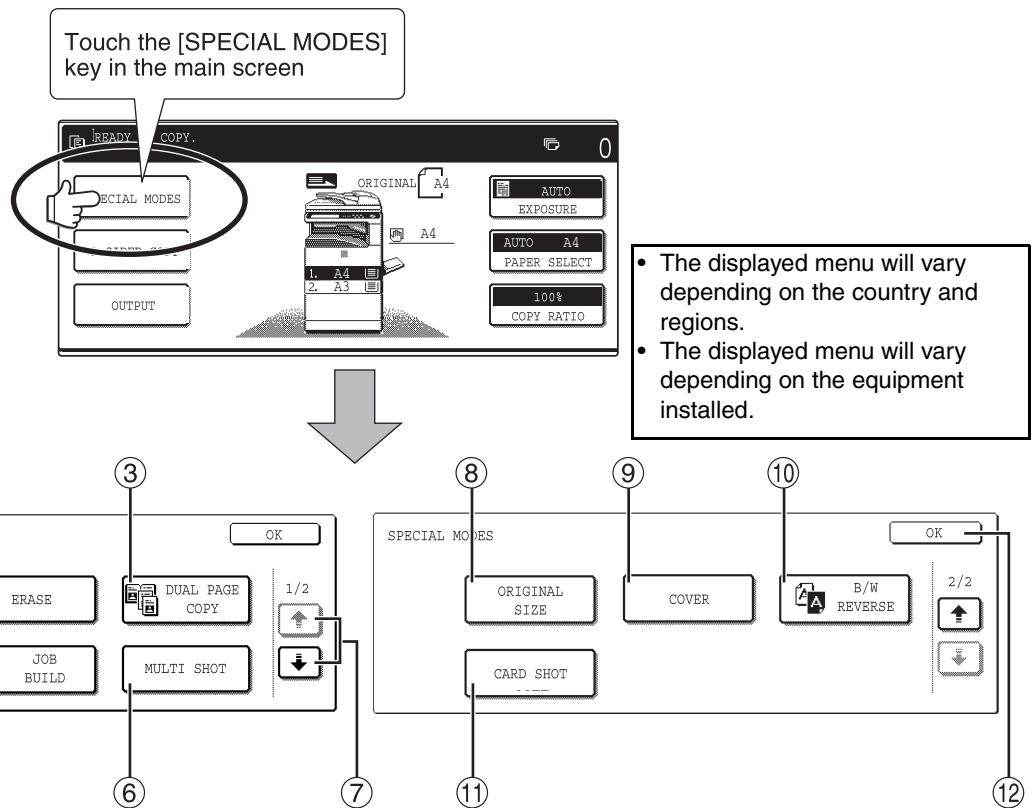 Touch the [SPECIAL MODES]
key in the main screen
READY COPY.
0
ECIAL MODES
ORIGINAL A4
A4
1. A4
2. A3
OUTPUT
AUTO
EXPOSURE
AUTO A4
PAPER SELECT
100%
COPY RATIO
• The displayed menu will vary
depending on the country and
regions.
• The displayed menu will vary
depending on the equipment
installed.
3
8
9
10
OK
ERASE
DUAL PAGE
COPY
1/2
JOB
BUILD
MULTI SHOT
SPECIAL MODES
OK
ORIGINAL
SIZE
COVER
B/W
REVERSE
2/2
CARD SHOT
6
7
11
12